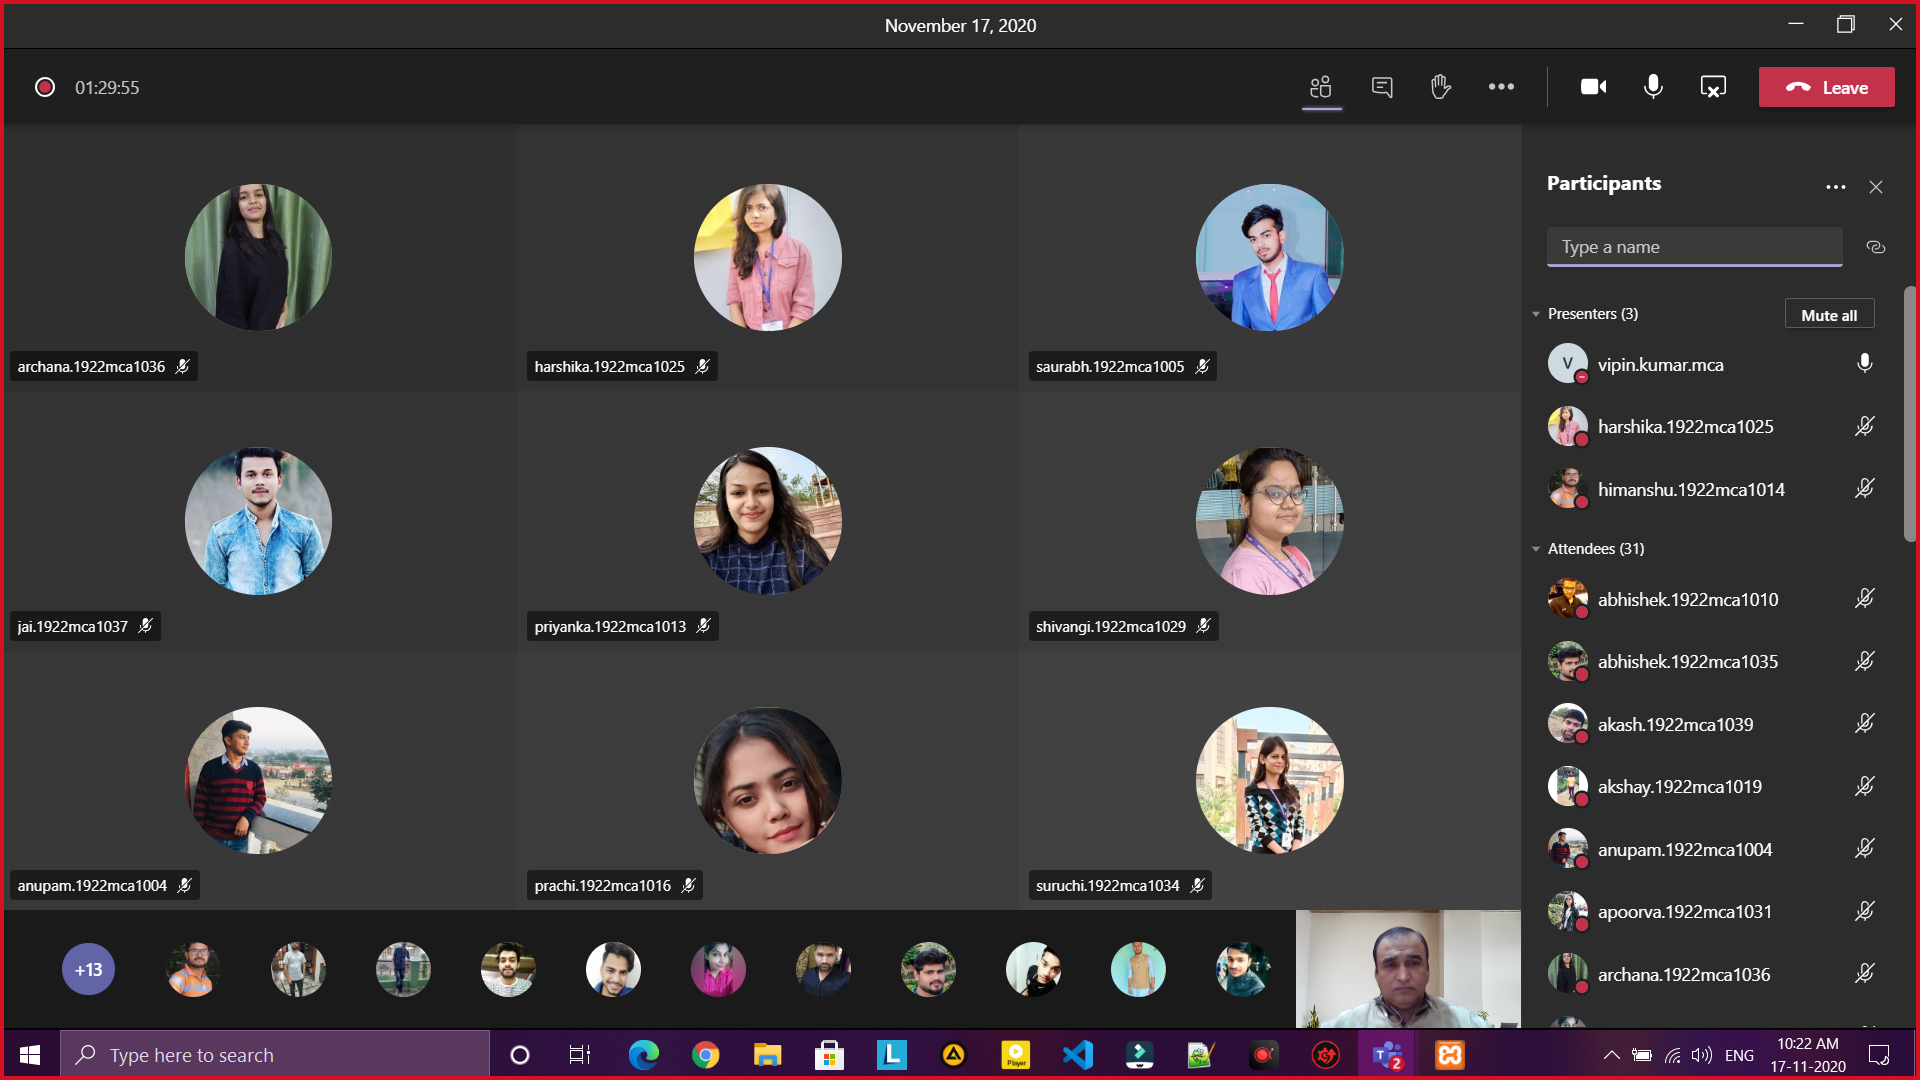 November 17, 2020
01:29:55
Leave
archana.1922mca1036
harshika.1922mca1025
saurabh.1922mca1005
jai.1922mca1037
priyanka.1922mca1013
shivangi.1922mca1029
anupam.1922mca1004
prachi.1922mca1016
suruchi.1922mca1034
+13
Participants
Type a name
Presenters (3)
Mute all
V
vipin.kumar.mca
harshika.1922mca1025
himanshu.1922mca1014
Attendees (31)
abhishek.1922mca1010
abhishek.1922mca1035
akash.1922mca1039
akshay.1922mca1019
anupam.1922mca1004
apoorva.1922mca1031
archana.1922mca1036
Type here to search
L
Player
T
2
ENG
10:22 AM
17-11-2020